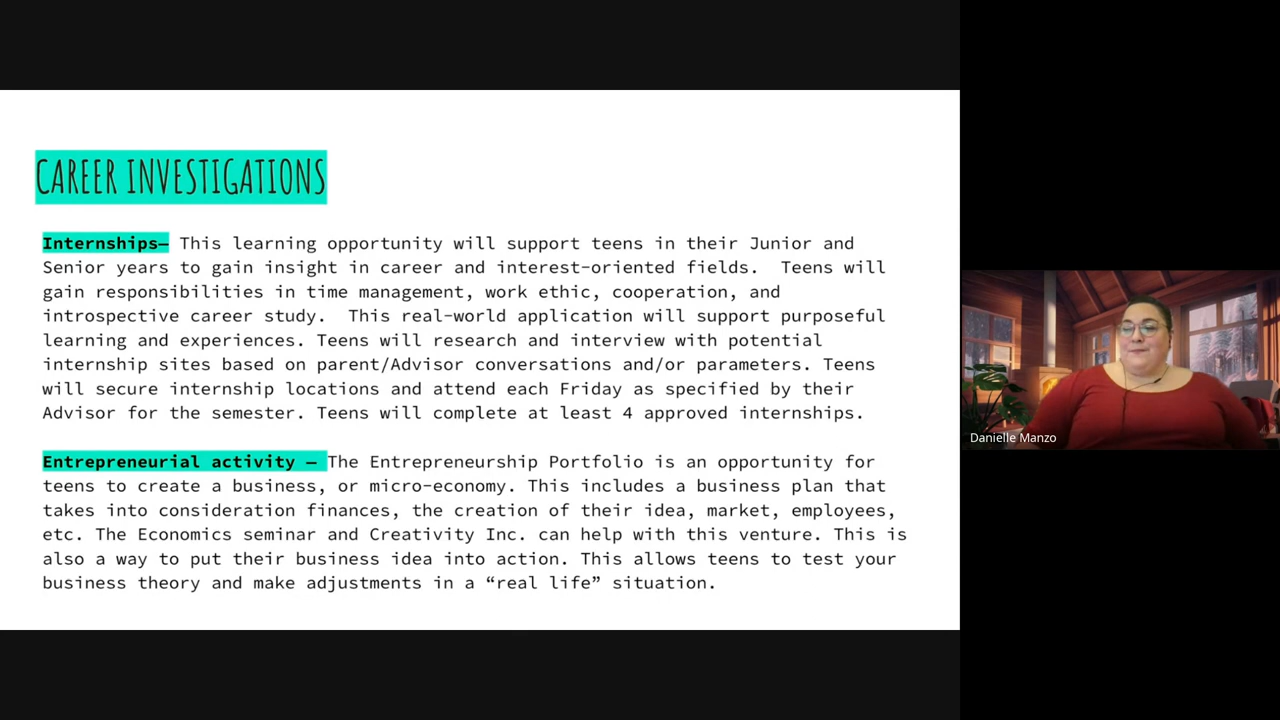 CAREER INVESTIGATIONS
Internships— This learning opportunity will support teens in their Junior and
Senior years to gain insight in career and interest-oriented fields.  Teens will
gain responsibilities in time management, work ethic, cooperation, and
introspective career study.  This real-world application will support purposeful
learning and experiences. Teens will research and interview with potential
internship sites based on parent/Advisor conversations and/or parameters. Teens
will secure internship locations and attend each Friday as specified by their
Advisor for the semester. Teens will complete at least 4 approved internships.
Entrepreneurial activity — The Entrepreneurship Portfolio is an opportunity for
teens to create a business, or micro-economy. This includes a business plan that
takes into consideration finances, the creation of their idea, market, employees,
etc. The Economics seminar and Creativity Inc. can help with this venture. This is
also a way to put their business idea into action. This allows teens to test your
business theory and make adjustments in a “real life” situation.
Danielle Manzo